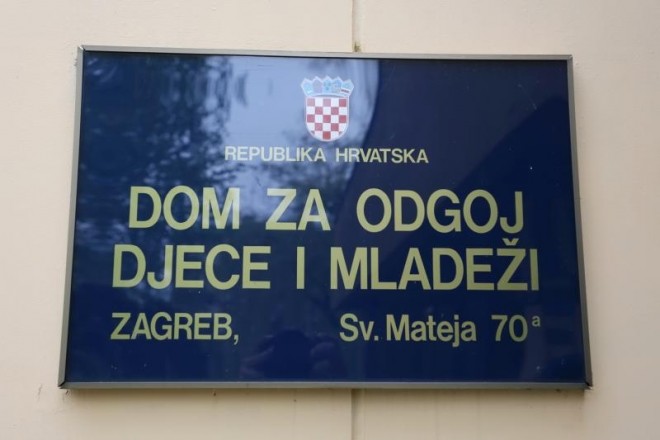 REPUBLIKA HRVATSKA
DOM ZA ODGOJ
DJECE I MLADEŽI
ZAGREB, Sv. Mateja 70ª